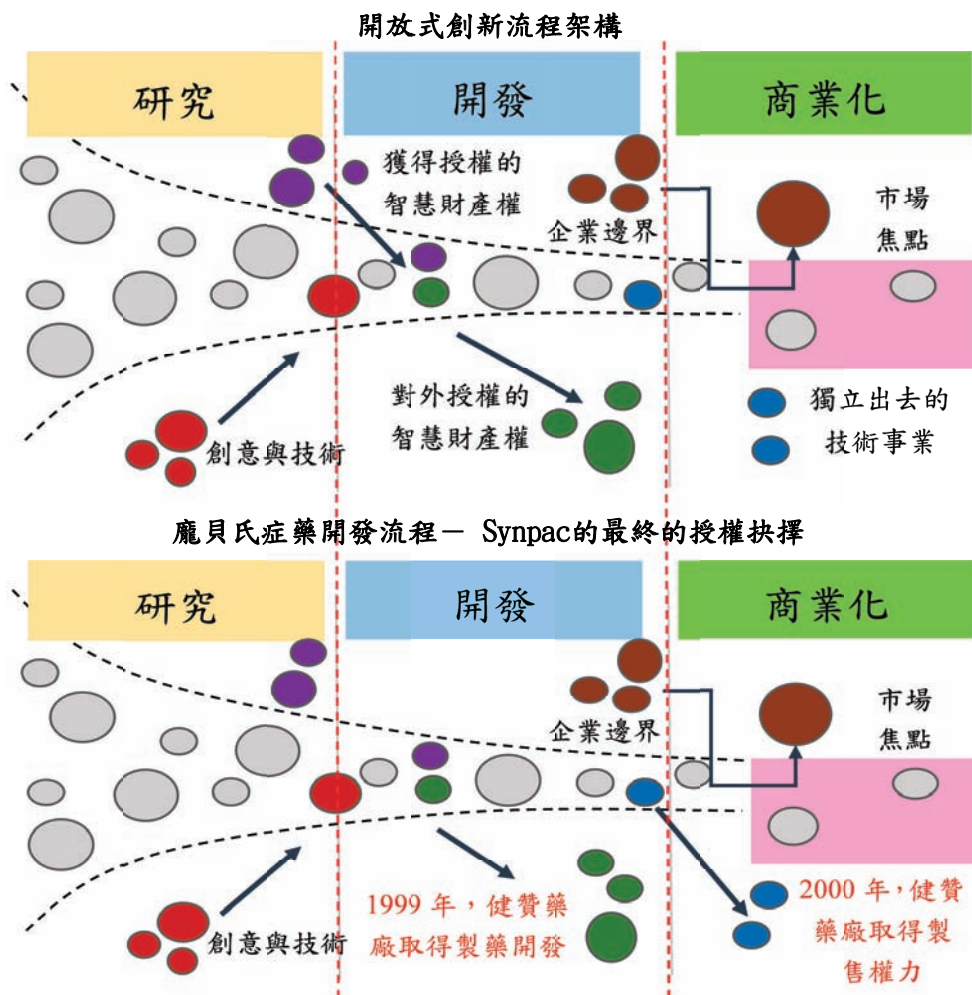 開放式創新流程架構
研究
開發
商業化
獲得授權的
智慧財產權
企業邊界
市場
焦點
創意與技術
對外授權的
智慧財產權
獨立出去的
技術事業
龐貝氏症藥開發流程－ Synpac的最終的授權抉擇
研究
開發
商業化
企業邊界
市場
焦點
創意與技術
1999 年，健贊藥
廠取得製藥開發
2000 年，健贊
藥廠取得製
售權力